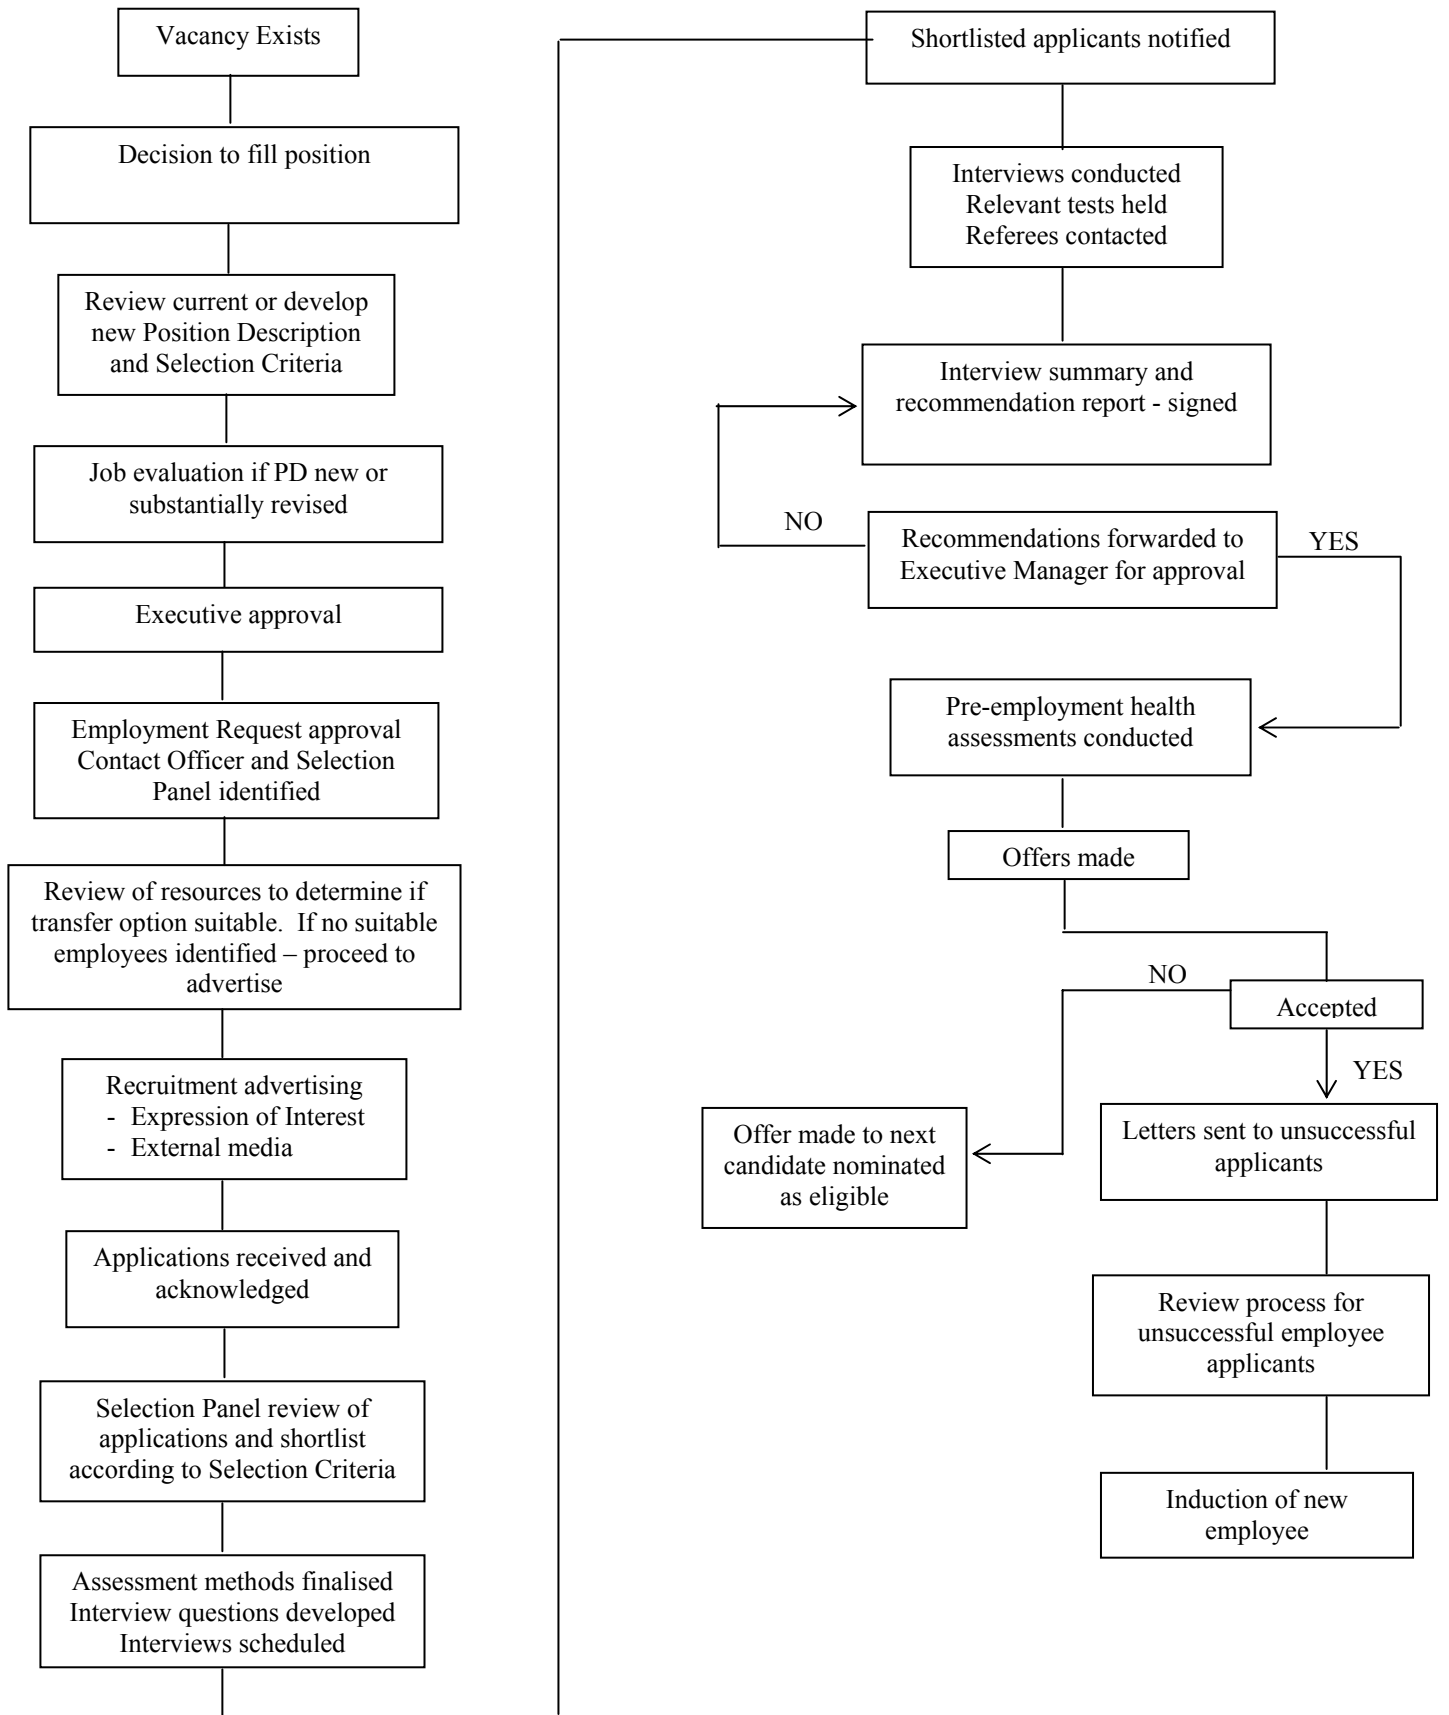 Vacancy Exists
Decision to fill position
Review current or develop
new Position Description
and Selection Criteria
Job evaluation if PD new or
substantially revised
Executive approval
Employment Request approval
Contact Officer and Selection
Panel identified
Review of resources to determine if
transfer option suitable.  If no suitable
employees identified – proceed to
advertise
Recruitment advertising
- Expression of Interest
- External media
Applications received and
acknowledged
Selection Panel review of
applications and shortlist
according to Selection Criteria
Assessment methods finalised
Interview questions developed
Interviews scheduled
Shortlisted applicants notified
Interviews conducted
Relevant tests held
Referees contacted
Interview summary and
recommendation report - signed
NO
Recommendations forwarded to
Executive Manager for approval
YES
Pre-employment health
assessments conducted
Offers made
NO
Accepted
YES
Offer made to next
candidate nominated
as eligible
Letters sent to unsuccessful
applicants
Review process for
unsuccessful employee
applicants
Induction of new
employee